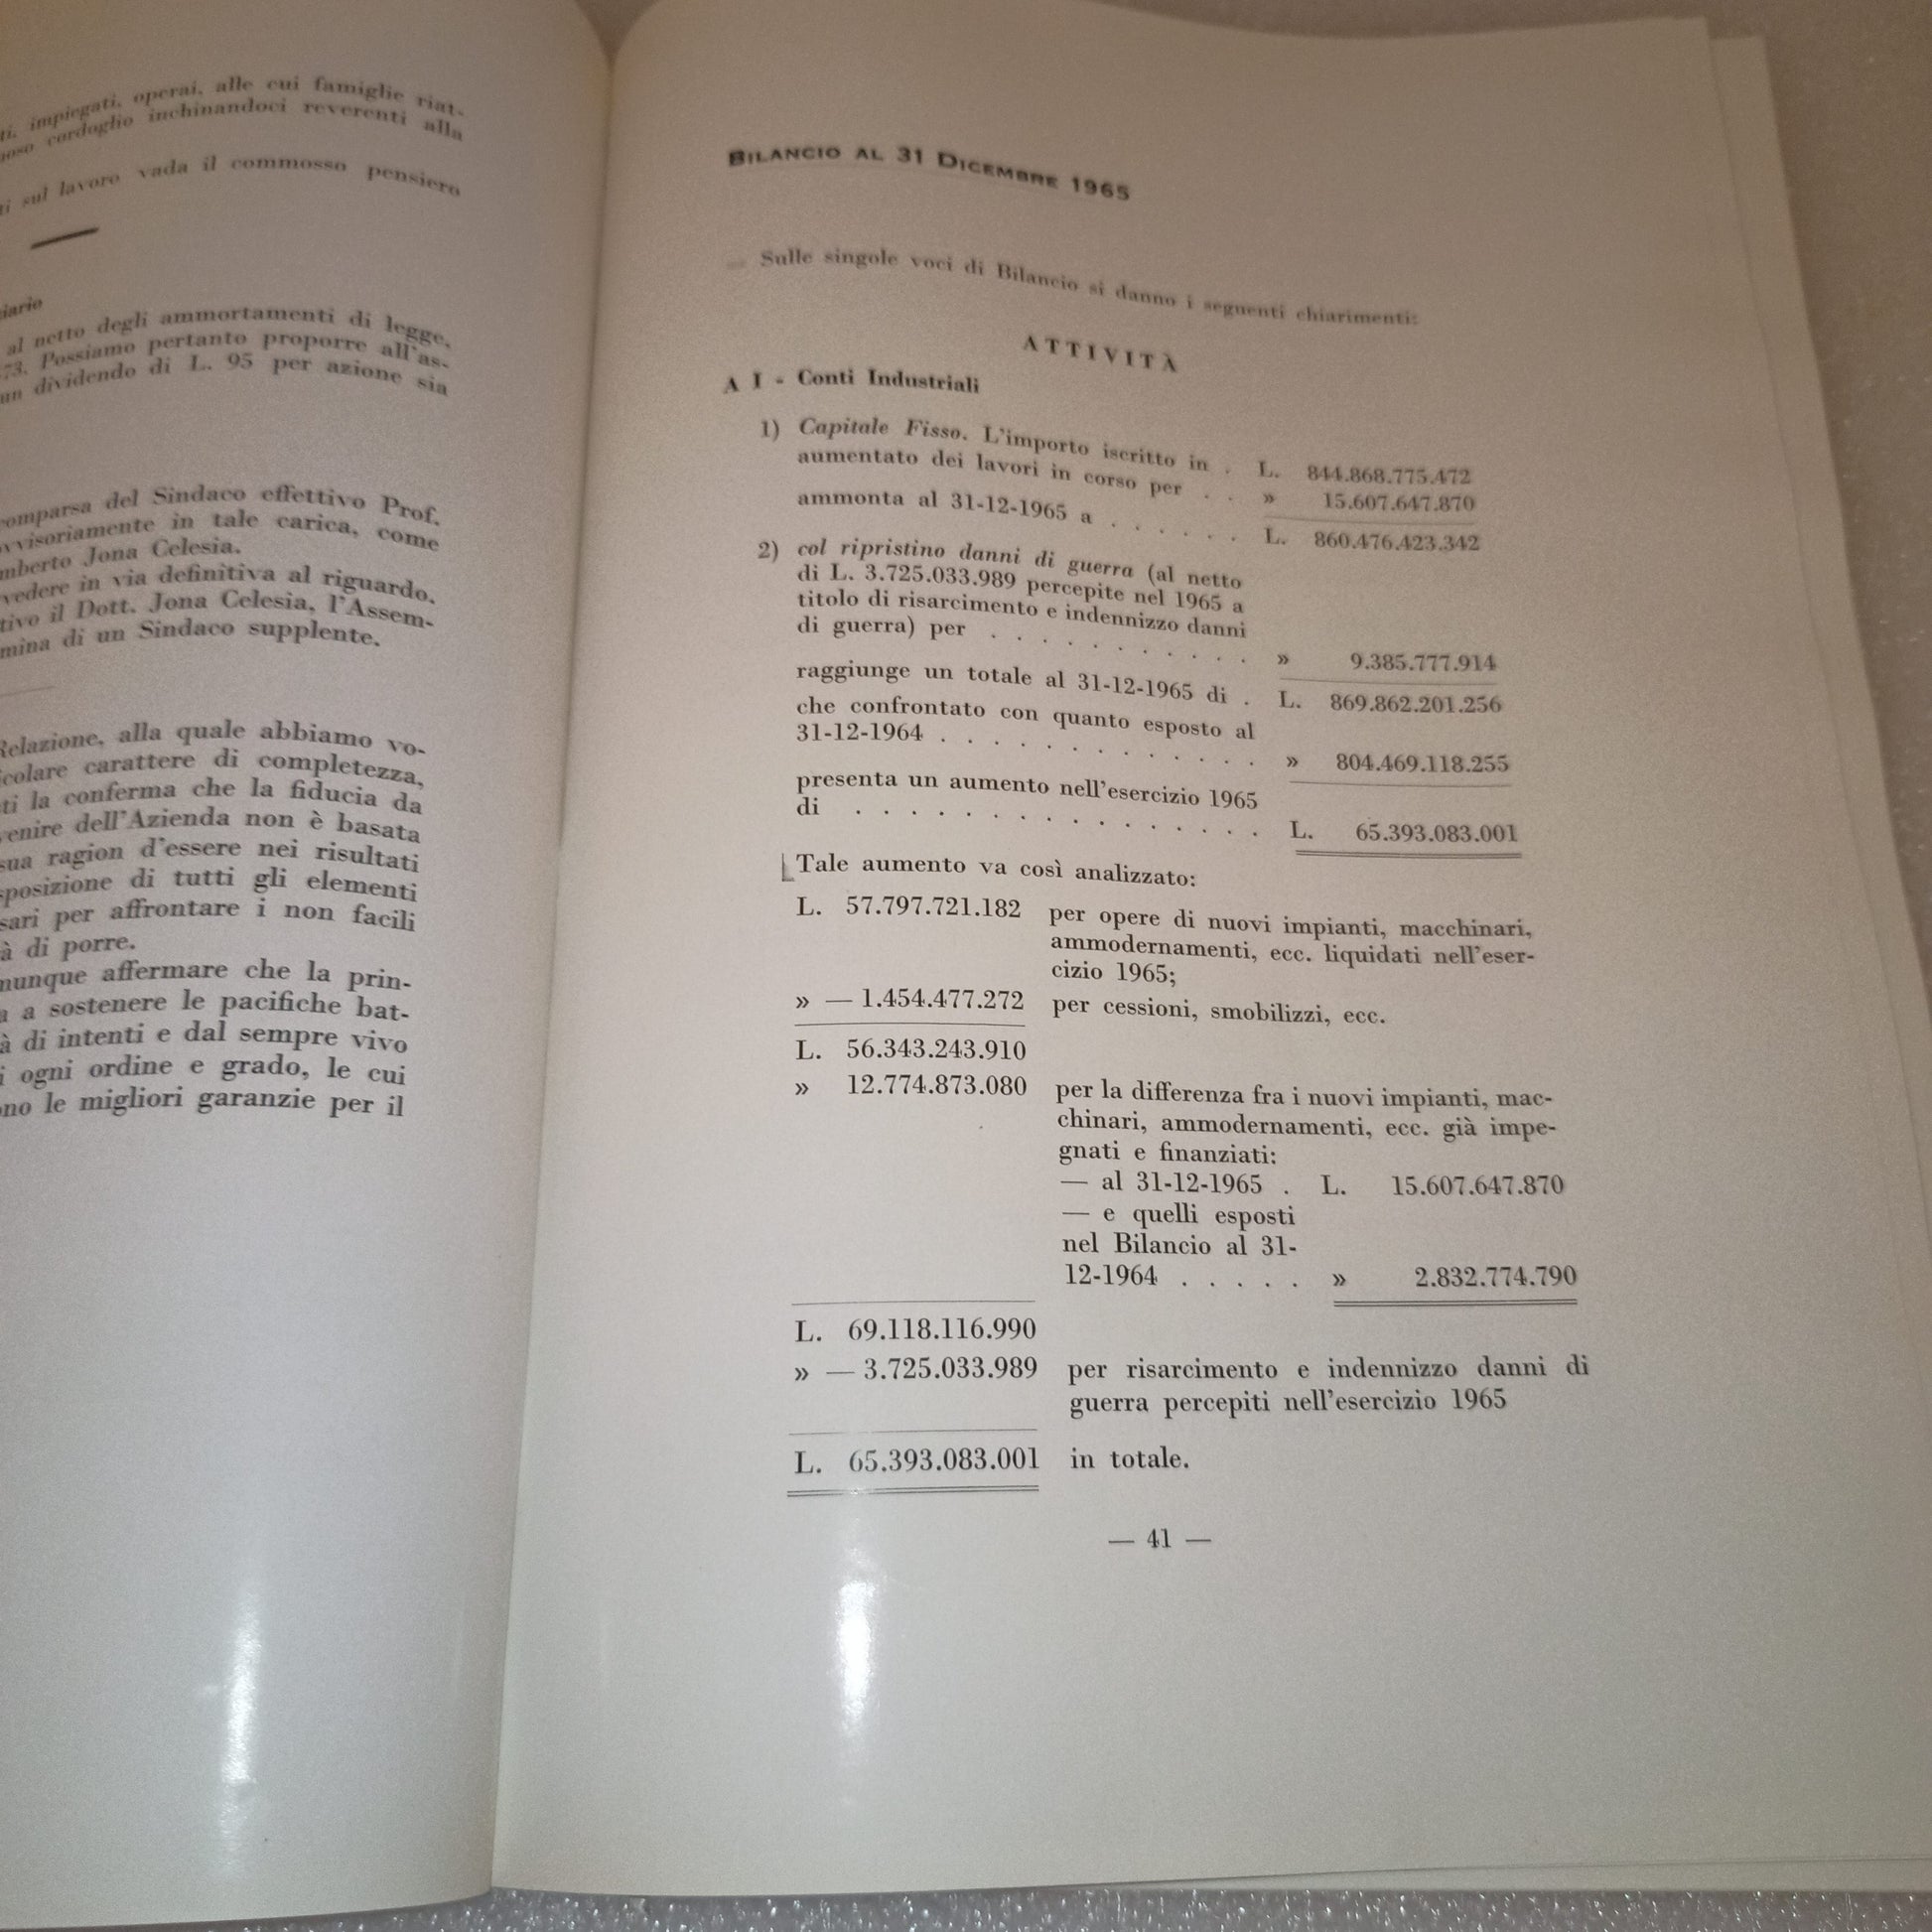 ti, impiegati, operai, alle cui famiglie riat-
cordoglio inchinandoci reverenti alla
ti sul lavoro vada il commosso pensiero
al netto degli ammortamenti di legge,
73. Possiamo pertanto proporre all'as-
un dividendo di L. 95 per azione sia
comparsa del Sindaco effettivo Prof.
vvisoriamente in tale carica, come
mberto Jona Celesia.
vedere in via definitiva al riguardo.
tivo il Dott. Jona Celesia, l'Assem-
mina di un Sindaco supplente.
Relazione, alla quale abbiamo vo-
icolare carattere di completezza,
ti la conferma che la fiducia da
venire dell'Azienda non è basata
sua ragion d'essere nei risultati
sposizione di tutti gli elementi
sari per affrontare i non facili
à di porre.
nunque affermare che la prin-
a a sostenere le pacifiche bat-
à di intenti e dal sempre vivo
i ogni ordine e grado, le cui
ono le migliori garanzie per il
BILANCIO AL 31 DICEMBRE 1965
Sulle singole voci di Bilancio si danno i seguenti chiarimenti:
ATTIVITÀ
A I - Conti Industriali
1) Capitale Fisso. L'importo iscritto in . L. 844.868.775.472
aumentato dei lavori in corso per . . » 15.607.647.870
ammonta al 31-12-1965 a . . . . . . L. 860.476.423.342
2) col ripristino danni di guerra (al netto
di L. 3.725.033.989 percepite nel 1965 a
titolo di risarcimento e indennizzo danni
di guerra) per . . . . . . . . . . » 9.385.777.914
raggiunge un totale al 31-12-1965 di . L. 869.862.201.256
che confrontato con quanto esposto al
31-12-1964 . . . . . . . . . . . . » 804.469.118.255
presenta un aumento nell'esercizio 1965
di . . . . . . . . . . . . . . . . L. 65.393.083.001
Tale aumento va così analizzato:
L. 57.797.721.182 per opere di nuovi impianti, macchinari,
ammodernamenti, ecc. liquidati nell'eser-
cizio 1965;
» — 1.454.477.272 per cessioni, smobilizzi, ecc.
L. 56.343.243.910
» 12.774.873.080 per la differenza fra i nuovi impianti, mac-
chinari, ammodernamenti, ecc. già impe-
gnati e finanziati:
— al 31-12-1965 . L. 15.607.647.870
— e quelli esposti
nel Bilancio al 31-
12-1964 . . . . . » 2.832.774.790
L. 69.118.116.990
» — 3.725.033.989 per risarcimento e indennizzo danni di
guerra percepiti nell'esercizio 1965
L. 65.393.083.001 in totale.
— 41 —